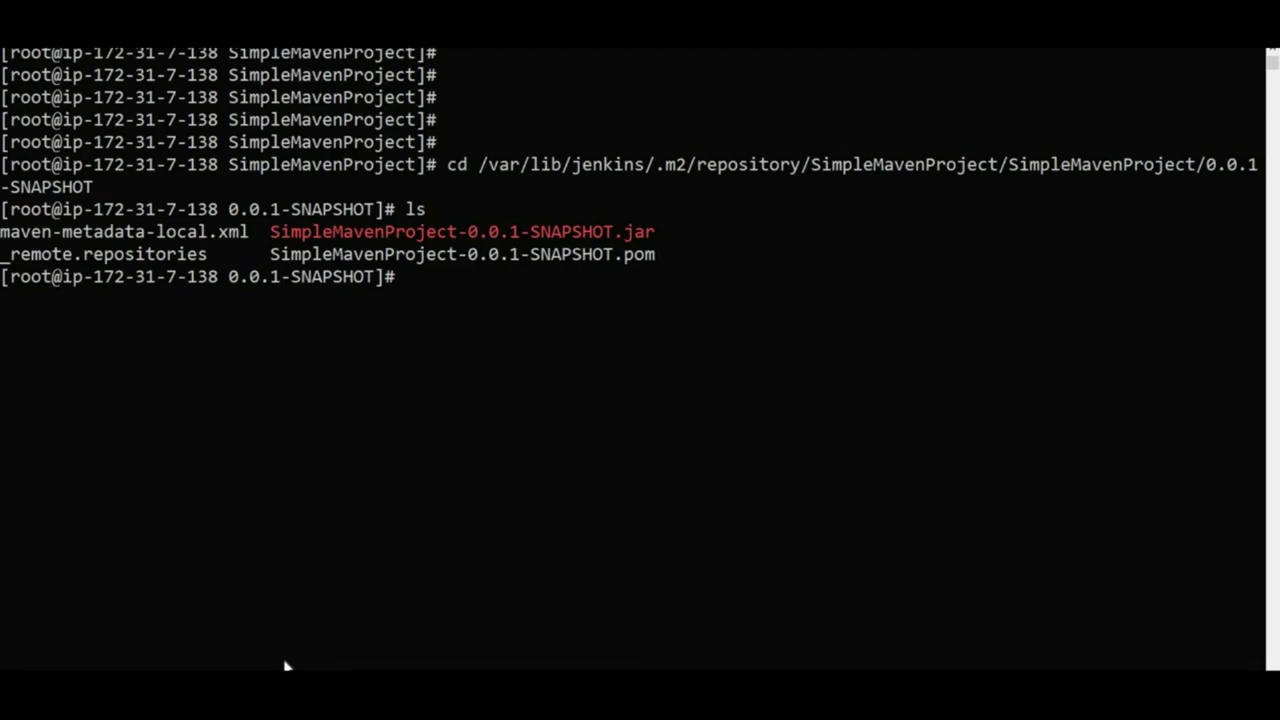 [root@ip-172-31-7-138 SimpleMavenProject]#
[root@ip-172-31-7-138 SimpleMavenProject]#
[root@ip-172-31-7-138 SimpleMavenProject]#
[root@ip-172-31-7-138 SimpleMavenProject]#
[root@ip-172-31-7-138 SimpleMavenProject]#
[root@ip-172-31-7-138 SimpleMavenProject]# cd /var/lib/jenkins/.m2/repository/SimpleMavenProject/SimpleMavenProject/0.0.1
-SNAPSHOT
[root@ip-172-31-7-138 0.0.1-SNAPSHOT]# ls
maven-metadata-local.xml  SimpleMavenProject-0.0.1-SNAPSHOT.jar
_remote.repositories      SimpleMavenProject-0.0.1-SNAPSHOT.pom
[root@ip-172-31-7-138 0.0.1-SNAPSHOT]#